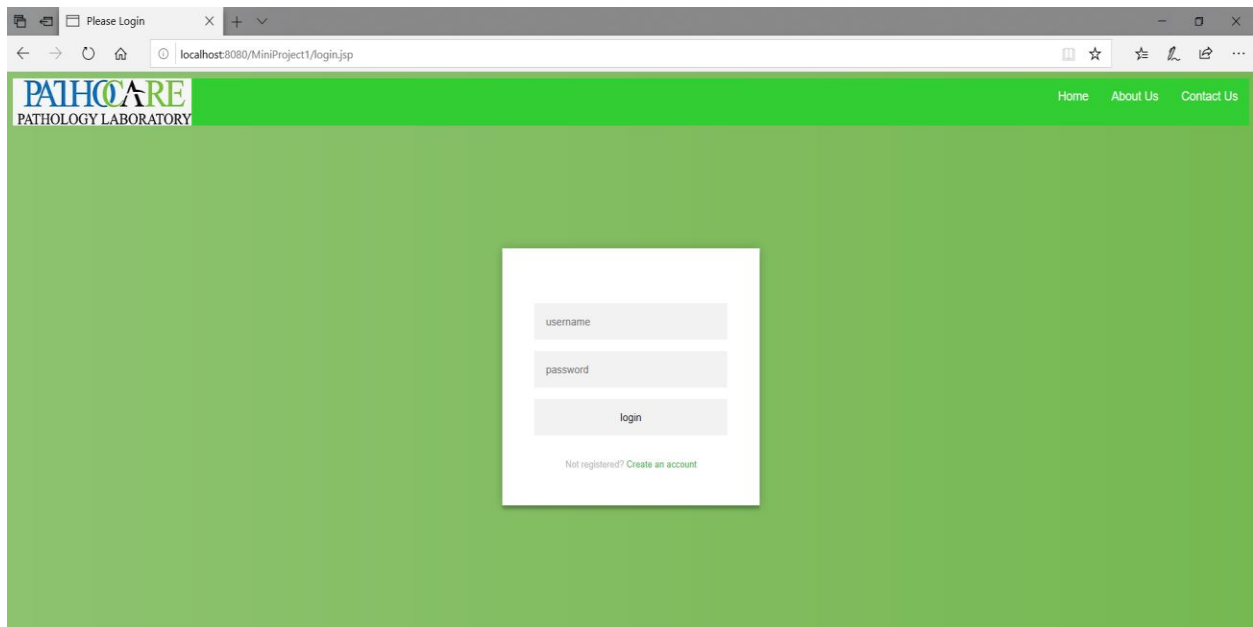 Please Login
localhost:8080/MiniProject1/login.jsp
PATHOCARE
PATHOLOGY LABORATORY
Home About Us Contact Us
username
password
login
Not registered? Create an account